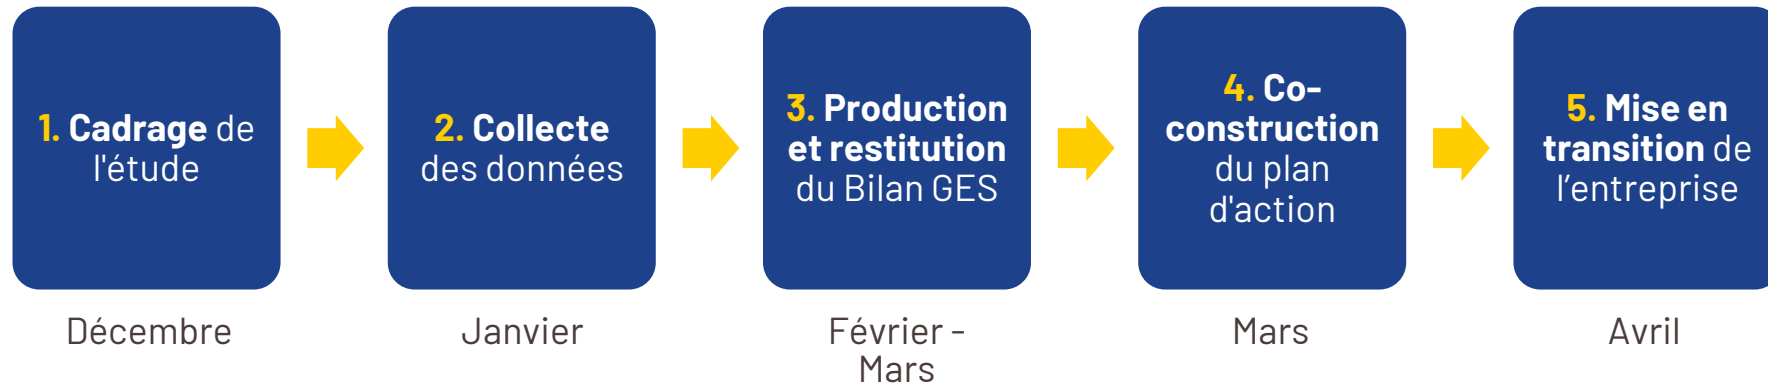 1. Cadrage de
l'étude
2. Collecte
des données
3. Production
et restitution
du Bilan GES
4. Co-
construction
du plan
d'action
5. Mise en
transition de
l’entreprise
Décembre
Janvier
Février -
Mars
Mars
Avril